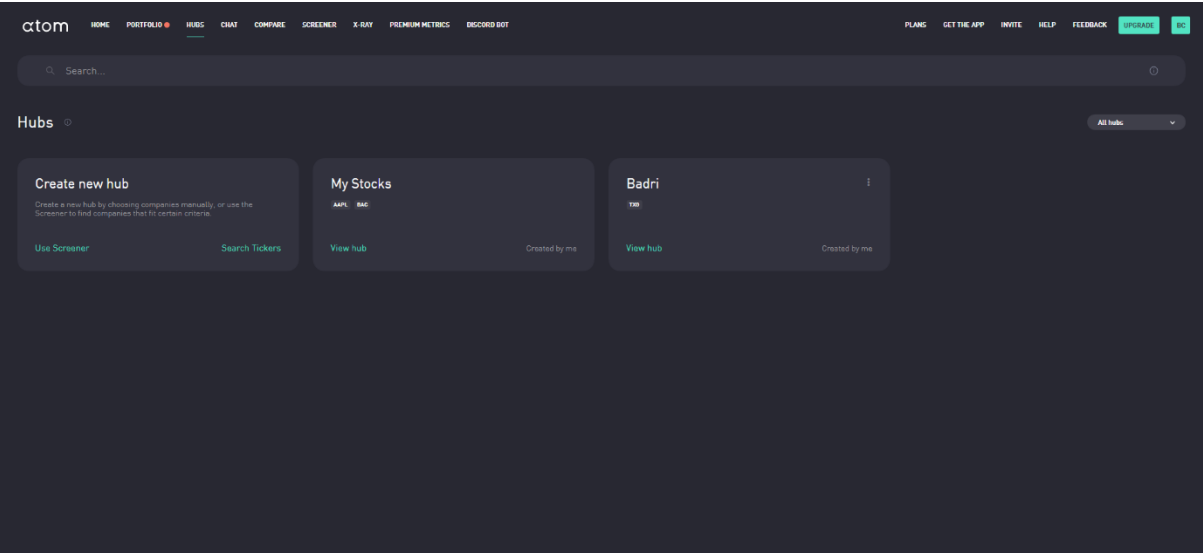 atom HOME PORTFOLIO HUBS CHAT COMPARE SCREENER X-RAY PREMIUM METRICS DISCORD BOT PLANS GET THE APP INVITE HELP FEEDBACK UPGRADE BC
Search...
Hubs All hubs
Create new hub
Create a new hub by choosing companies manually, or use the
Screener to find companies that fit certain criteria.
Use Screener Search Tickers
My Stocks
AAPL BAC
View hub Created by me
Badri
TXG
View hub Created by me